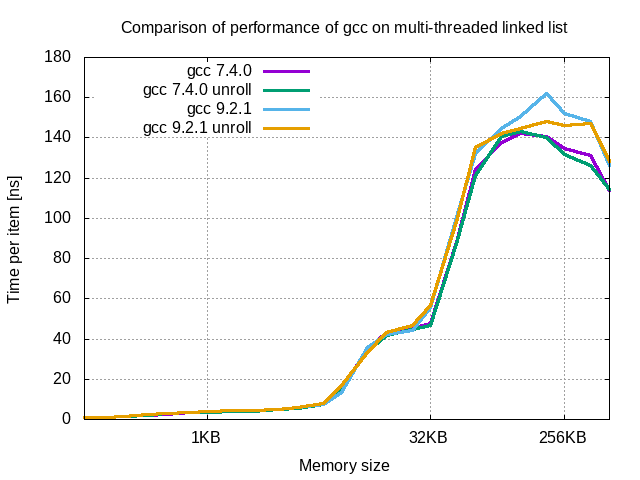 Comparison of performance of gcc on multi-threaded linked list
180
160
140
120
100
80
60
40
20
0
Time per item [ns]
gcc 7.4.0
gcc 7.4.0 unroll
gcc 9.2.1
gcc 9.2.1 unroll
1KB
32KB
256KB
Memory size